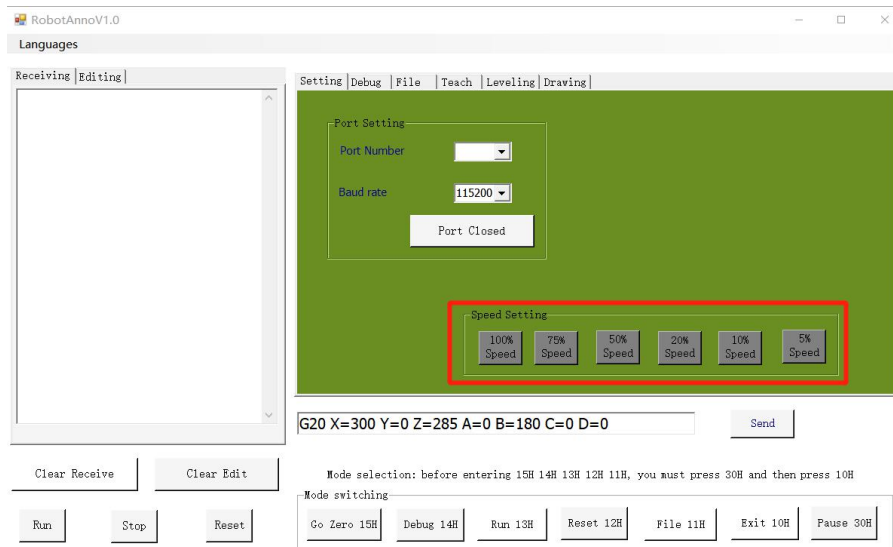 RobotAnnoV1.0
Languages
Receiving Editing
Setting Debug File Teach Leveling Drawing
Port Setting
Port Number
Baud rate 115200
Port Closed
Speed Setting
100% Speed
75% Speed
50% Speed
20% Speed
10% Speed
5% Speed
G20 X=300 Y=0 Z=285 A=0 B=180 C=0 D=0
Send
Clear Receive Clear Edit
Mode selection: before entering 15H 14H 13H 12H 11H, you must press 30H and then press 10H
Mode switching
Run Stop Reset
Go Zero 15H Debug 14H Run 13H Reset 12H File 11H Exit 10H Pause 30H